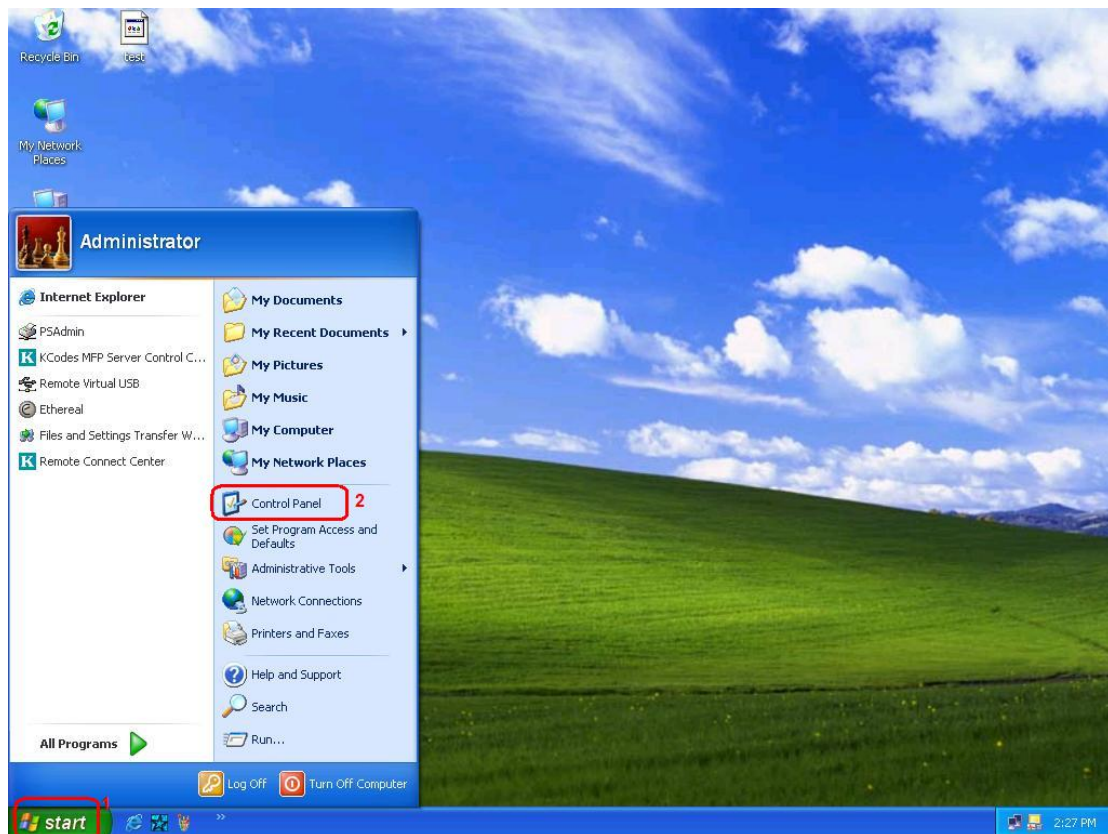 Recycle Bin
test
My Network
Places
Administrator
Internet Explorer
PSAdmin
KCodes MFP Server Control C...
Remote Virtual USB
Ethereal
Files and Settings Transfer W...
Remote Connect Center
All Programs
My Documents
My Recent Documents
My Pictures
My Music
My Computer
My Network Places
Control Panel 2
Set Program Access and
Defaults
Administrative Tools
Network Connections
Printers and Faxes
Help and Support
Search
Run...
Log Off Turn Off Computer
1
start
2:27 PM